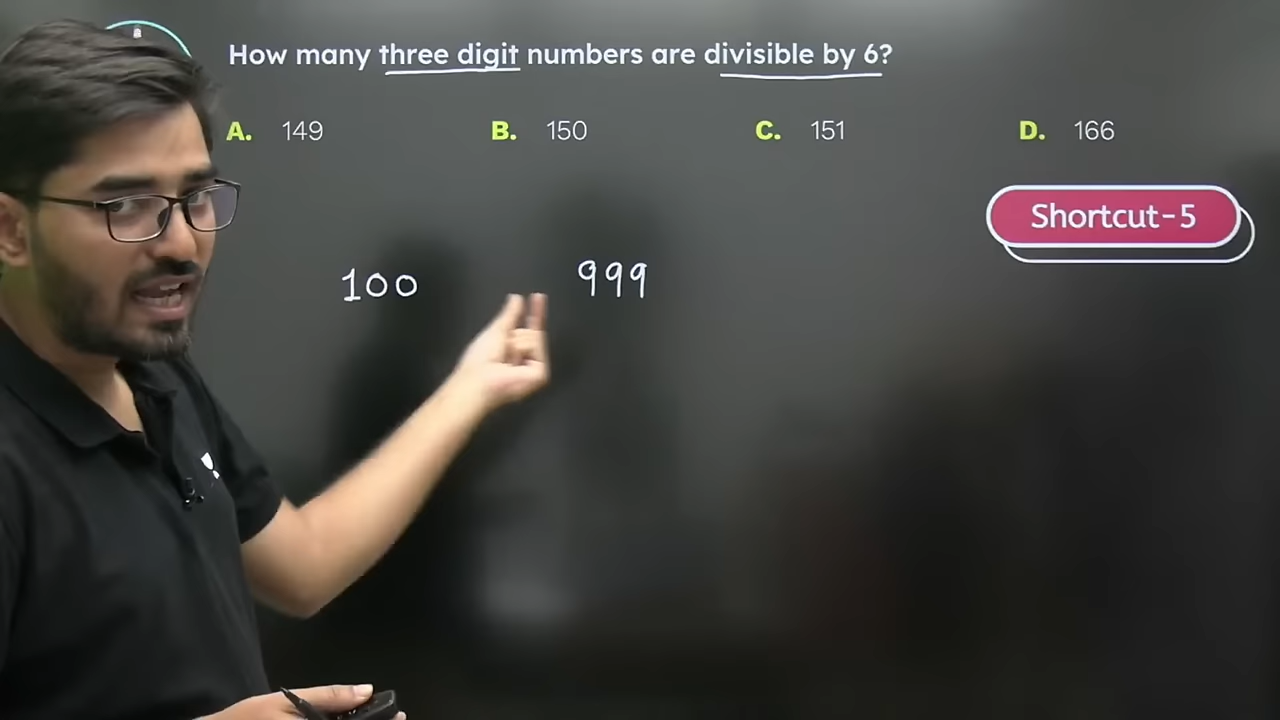 How many three digit numbers are divisible by 6?
A. 149 B. 150 C. 151 D. 166
Shortcut-5
100 999